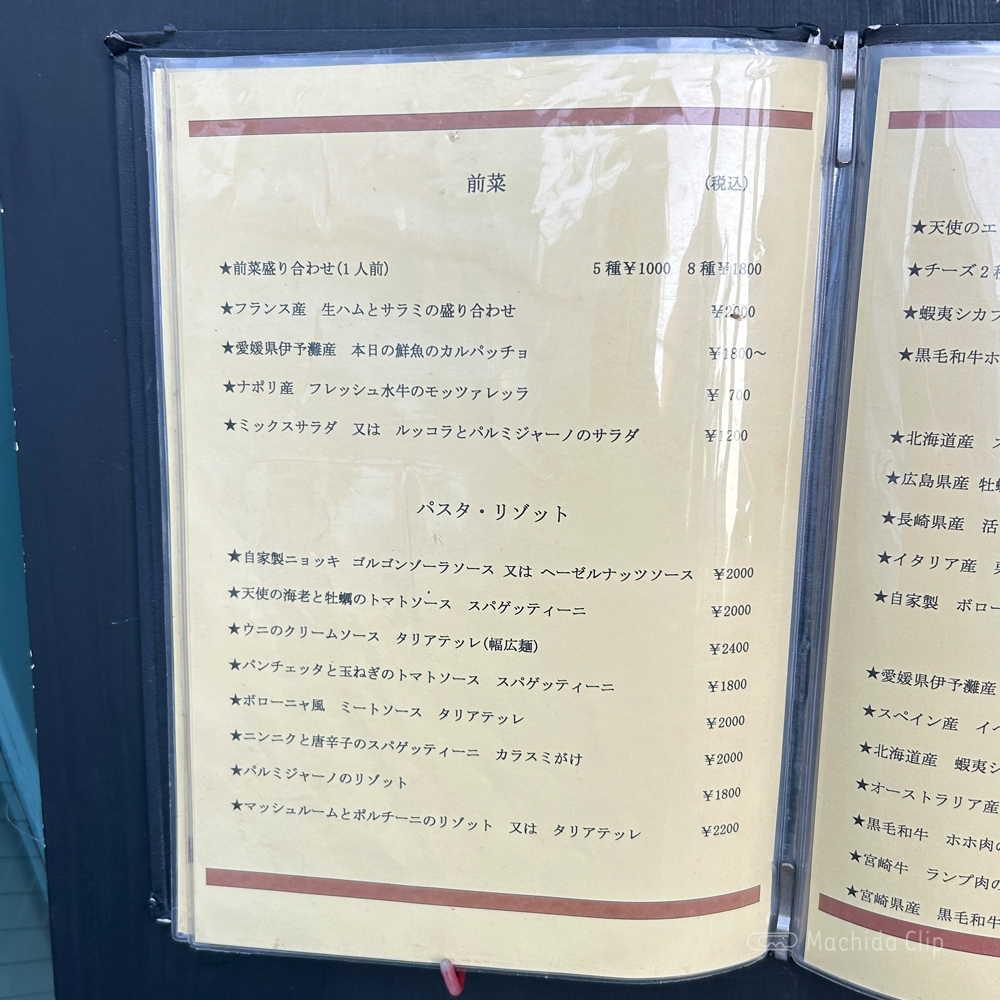 前菜 (税込)
★前菜盛り合わせ(1人前) 5種¥1000 8種¥1800
★フランス産 生ハムとサラミの盛り合わせ ¥2000
★愛媛県伊予灘産 本日の鮮魚のカルパッチョ ¥1800～
★ナポリ産 フレッシュ水牛のモッツァレッラ ¥ 700
★ミックスサラダ 又は ルッコラとパルミジャーノのサラダ ¥1200
パスタ・リゾット
★自家製ニョッキ ゴルゴンゾーラソース 又は ヘーゼルナッツソース ¥2000
★天使の海老と牡蠣のトマトソース スパゲッティーニ ¥2000
★ウニのクリームソース タリアテッレ(幅広麺) ¥2400
★パンチェッタと玉ねぎのトマトソース スパゲッティーニ ¥1800
★ボローニャ風 ミートソース タリアテッレ ¥2000
★ニンニクと唐辛子のスパゲッティーニ カラスミがけ ¥2000
★パルミジャーノのリゾット ¥1800
★マッシュルームとポルチーニのリゾット 又は タリアテッレ ¥2200
★天使のエ
★チーズ2種
★蝦夷シカフ
★黒毛和牛ホ
★北海道産
★広島県産 牡蠣
★長崎県産 活
★イタリア産
★自家製 ボロー
★愛媛県伊予灘産
★スペイン産 イベ
★北海道産 蝦夷シ
★オーストラリア産
★黒毛和牛 ホホ肉の
★宮崎牛 ランプ肉の
★宮崎県産 黒毛和牛
Machida Clip